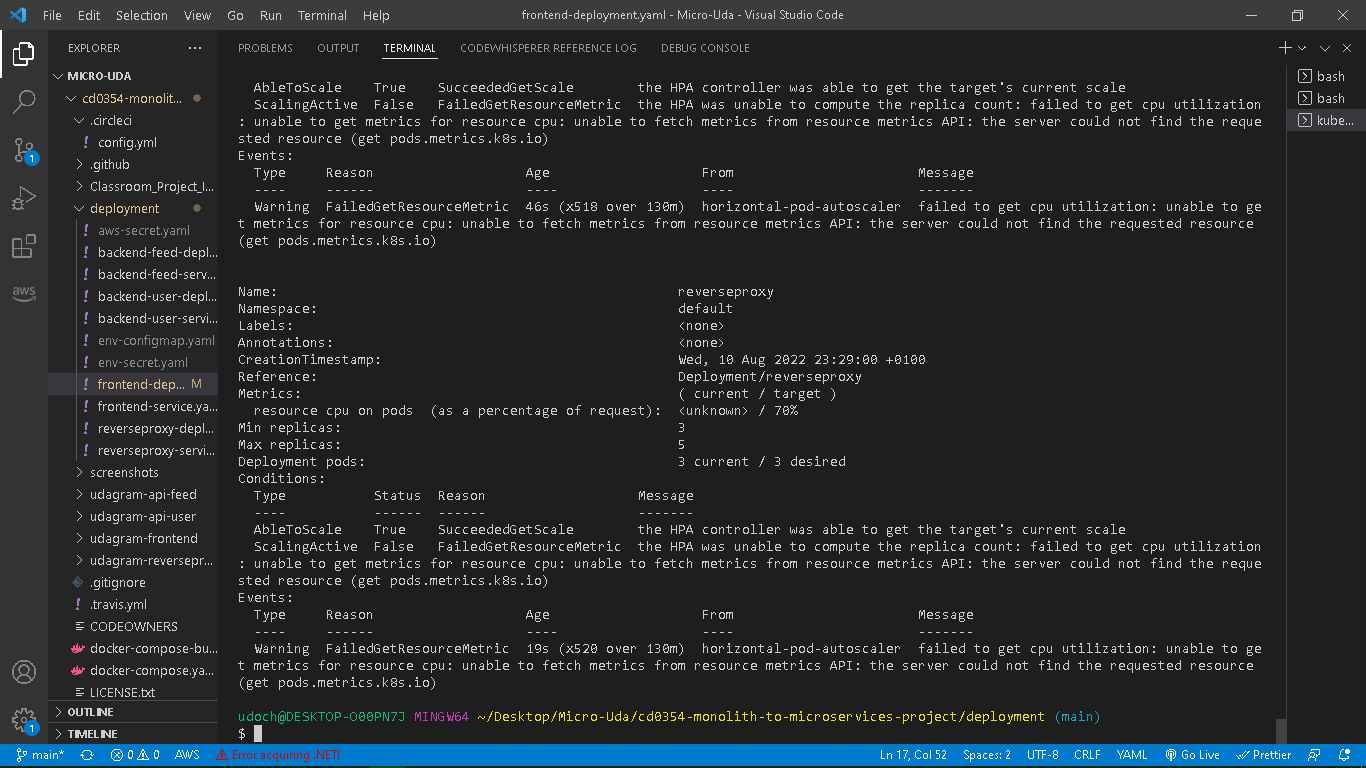 File Edit Selection View Go Run Terminal Help
frontend-deployment.yaml - Micro-Uda - Visual Studio Code
EXPLORER
MICRO-UDA
cd0354-monolit...
.circleci
config.yml
.github
Classroom_Project_I...
deployment
aws-secret.yaml
backend-feed-depl...
backend-feed-serv...
backend-user-depl...
backend-user-servi...
env-configmap.yaml
env-secret.yaml
frontend-dep... M
frontend-service.ya...
reverseproxy-depl...
reverseproxy-servi...
screenshots
udagram-api-feed
udagram-api-user
udagram-frontend
udagram-reversepr...
.gitignore
.travis.yml
CODEOWNERS
docker-compose-bu...
docker-compose.ya...
LICENSE.txt
OUTLINE
TIMELINE
1
aws
1
PROBLEMS OUTPUT TERMINAL CODEWHISPERER REFERENCE LOG DEBUG CONSOLE
AbleToScale True SucceededGetScale the HPA controller was able to get the target's current scale
ScalingActive False FailedGetResourceMetric the HPA was unable to compute the replica count: failed to get cpu utilization
: unable to get metrics for resource cpu: unable to fetch metrics from resource metrics API: the server could not find the reque
sted resource (get pods.metrics.k8s.io)
Events:
Type Reason Age From Message
---- ------ ---- ---- -------
Warning FailedGetResourceMetric 46s (x518 over 130m) horizontal-pod-autoscaler failed to get cpu utilization: unable to ge
t metrics for resource cpu: unable to fetch metrics from resource metrics API: the server could not find the requested resource
(get pods.metrics.k8s.io)
Name: reverseproxy
Namespace: default
Labels: <none>
Annotations: <none>
CreationTimestamp: Wed, 10 Aug 2022 23:29:00 +0100
Reference: Deployment/reverseproxy
Metrics: ( current / target )
resource cpu on pods (as a percentage of request): <unknown> / 70%
Min replicas: 3
Max replicas: 5
Deployment pods: 3 current / 3 desired
Conditions:
Type Status Reason Message
---- ------ ------ -------
AbleToScale True SucceededGetScale the HPA controller was able to get the target's current scale
ScalingActive False FailedGetResourceMetric the HPA was unable to compute the replica count: failed to get cpu utilization
: unable to get metrics for resource cpu: unable to fetch metrics from resource metrics API: the server could not find the reque
sted resource (get pods.metrics.k8s.io)
Events:
Type Reason Age From Message
---- ------ ---- ---- -------
Warning FailedGetResourceMetric 19s (x520 over 130m) horizontal-pod-autoscaler failed to get cpu utilization: unable to ge
t metrics for resource cpu: unable to fetch metrics from resource metrics API: the server could not find the requested resource
(get pods.metrics.k8s.io)
udoch@DESKTOP-O00PN7J MINGW64 ~/Desktop/Micro-Uda/cd0354-monolith-to-microservices-project/deployment (main)
$
bash
bash
kube...
main* 0 0 AWS Error acquiring .NET! Ln 17, Col 52 Spaces: 2 UTF-8 CRLF YAML Go Live Prettier